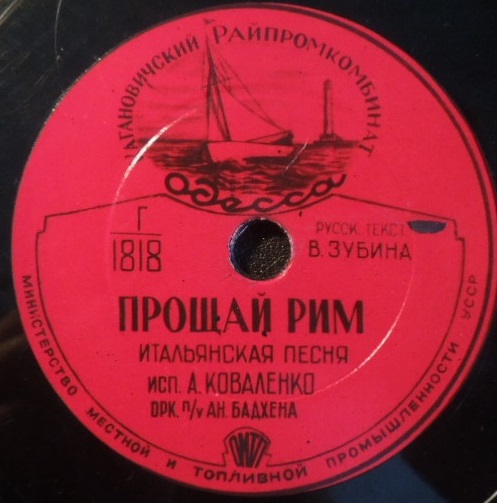 АГАНОВИЧСКИЙ РАЙПРОМКОМБИНАТ
Одесса
Г
1818
РУССК. ТЕКСТ
В. ЗУБИНА
ПРОЩАЙ РИМ
ИТАЛЬЯНСКАЯ ПЕСНЯ
ИСП. А. КОВАЛЕНКО
ОРК. П/У АН. БАДХЕНА
МИНИСТЕРСТВО МЕСТНОЙ И ТОПЛИВНОЙ ПРОМЫШЛЕННОСТИ УССР